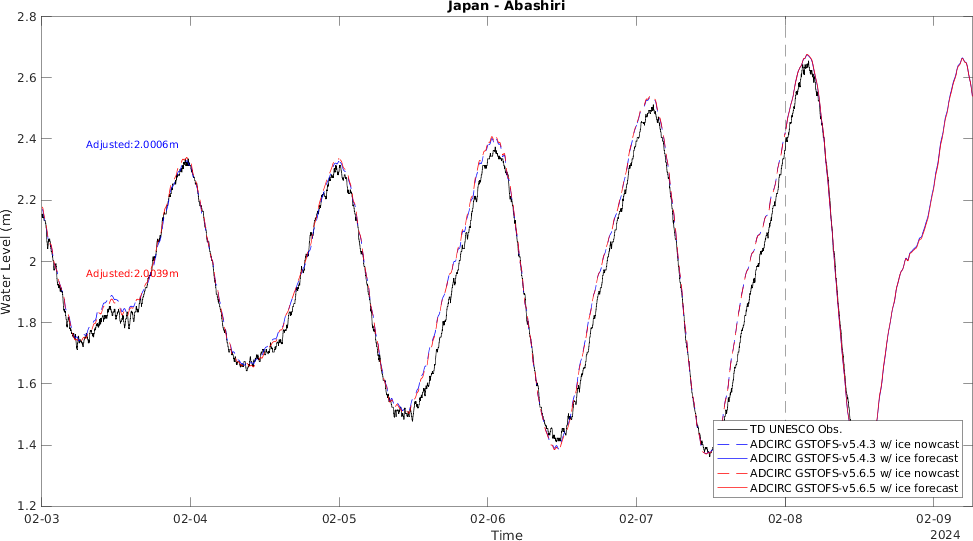 Japan - Abashiri
2.8
2.6
2.4
2.2
2
1.8
1.6
1.4
1.2
Water Level (m)
Adjusted:2.0006m
Adjusted:2.0039m
TD UNESCO Obs.
ADCIRC GSTOFS-v5.4.3 w/ ice nowcast
ADCIRC GSTOFS-v5.4.3 w/ ice forecast
ADCIRC GSTOFS-v5.6.5 w/ ice nowcast
ADCIRC GSTOFS-v5.6.5 w/ ice forecast
02-03 02-04 02-05 02-06 02-07 02-08 02-09
2024
Time